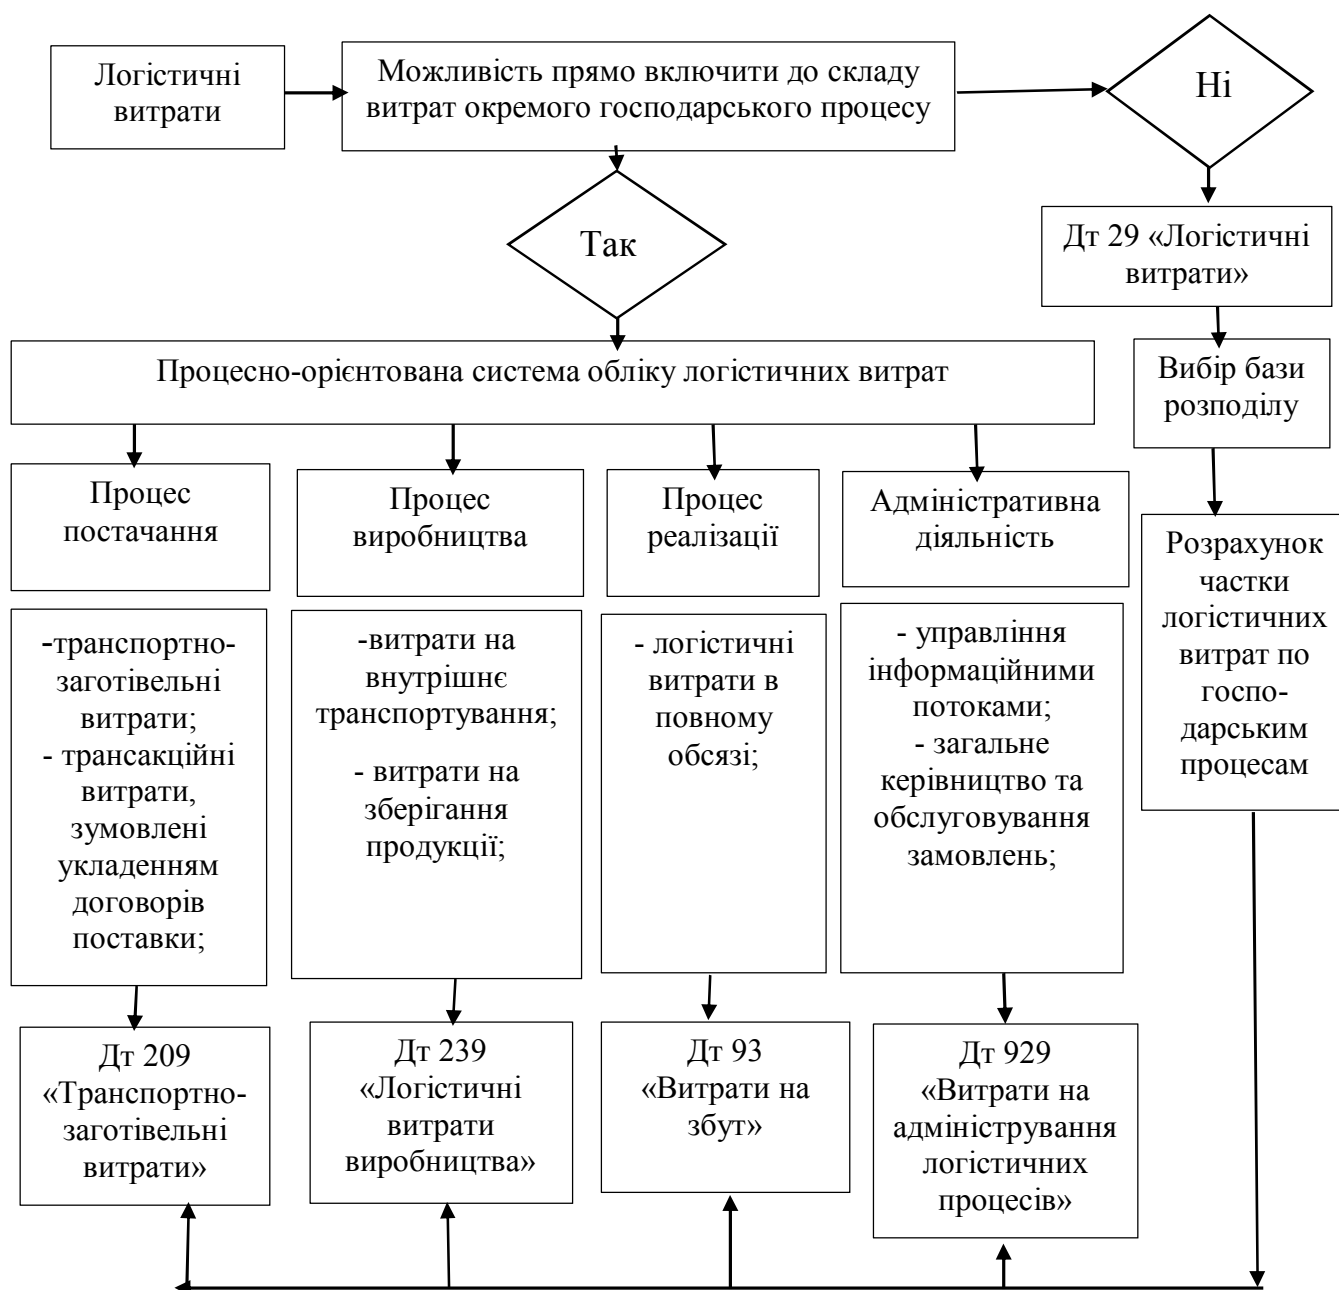 Логістичні
витрати
Можливість прямо включити до складу
витрат окремого господарського процесу
Ні
Так
Дт 29 «Логістичні
витрати»
Процесно-орієнтована система обліку логістичних витрат
Вибір бази
розподілу
Процес
постачання
Процес
виробництва
Процес
реалізації
Адміністративна
діяльність
Розрахунок
частки
логістичних
витрат по
госпо-
дарським
процесам
-транспортно-
заготівельні
витрати;
- трансакційні
витрати,
зумовлені
укладенням
договорів
поставки;
-витрати на
внутрішнє
транспортування;
- витрати на
зберігання
продукції;
- логістичні
витрати в
повному
обсязі;
- управління
інформаційними
потоками;
- загальне
керівництво та
обслуговування
замовлень;
Дт 209
«Транспортно-
заготівельні
витрати»
Дт 239
«Логістичні
витрати
виробництва»
Дт 93
«Витрати на
збут»
Дт 929
«Витрати на
адміністрування
логістичних
процесів»